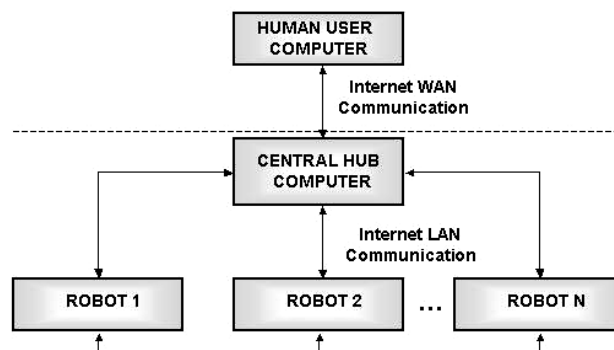 HUMAN USER
COMPUTER
Internet WAN
Communication
CENTRAL HUB
COMPUTER
Internet LAN
Communication
ROBOT 1
ROBOT 2
...
ROBOT N